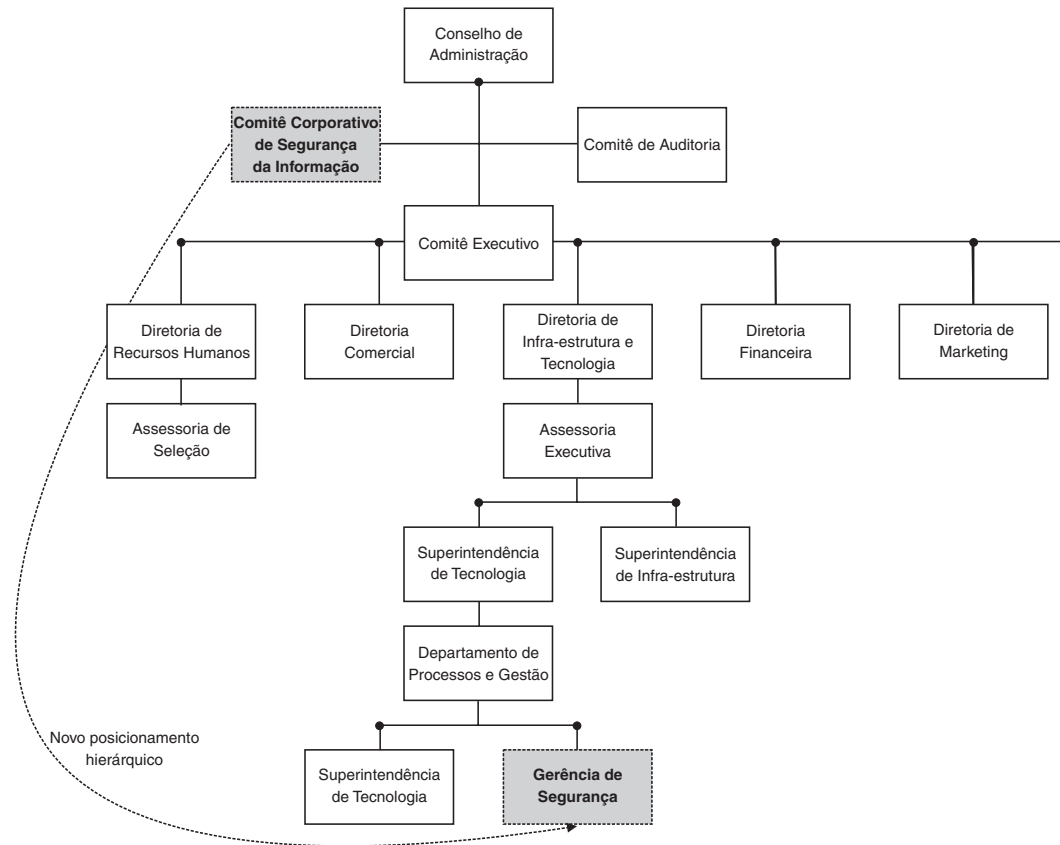 Conselho de
Administração
Comitê Corporativo
de Segurança
da Informação
Comitê de Auditoria
Comitê Executivo
Diretoria de
Recursos Humanos
Diretoria
Comercial
Diretoria de
Infra-estrutura e
Tecnologia
Diretoria
Financeira
Diretoria de
Marketing
Assessoria de
Seleção
Assessoria
Executiva
Superintendência
de Tecnologia
Superintendência
de Infra-estrutura
Departamento de
Processos e Gestão
Novo posicionamento
hierárquico
Superintendência
de Tecnologia
Gerência de
Segurança